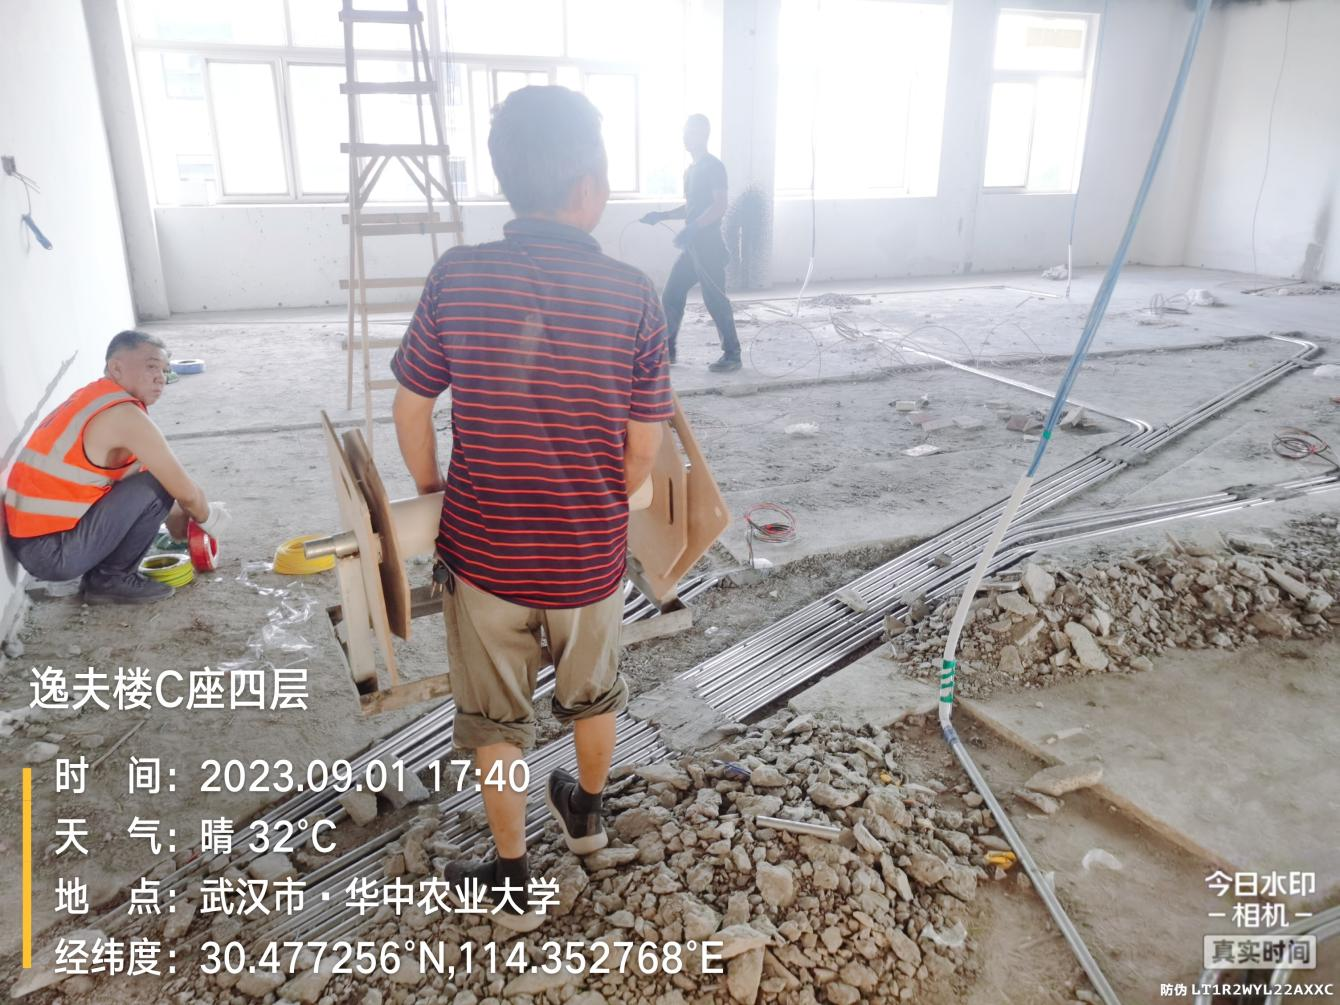 逸夫楼C座四层
时 间：2023.09.01 17:40
天 气：晴 32℃
地 点：武汉市·华中农业大学
经纬度：30.477256°N,114.352768°E
今日水印
-相机-
真实时间
防伪 LT1R2WYL22AXXC